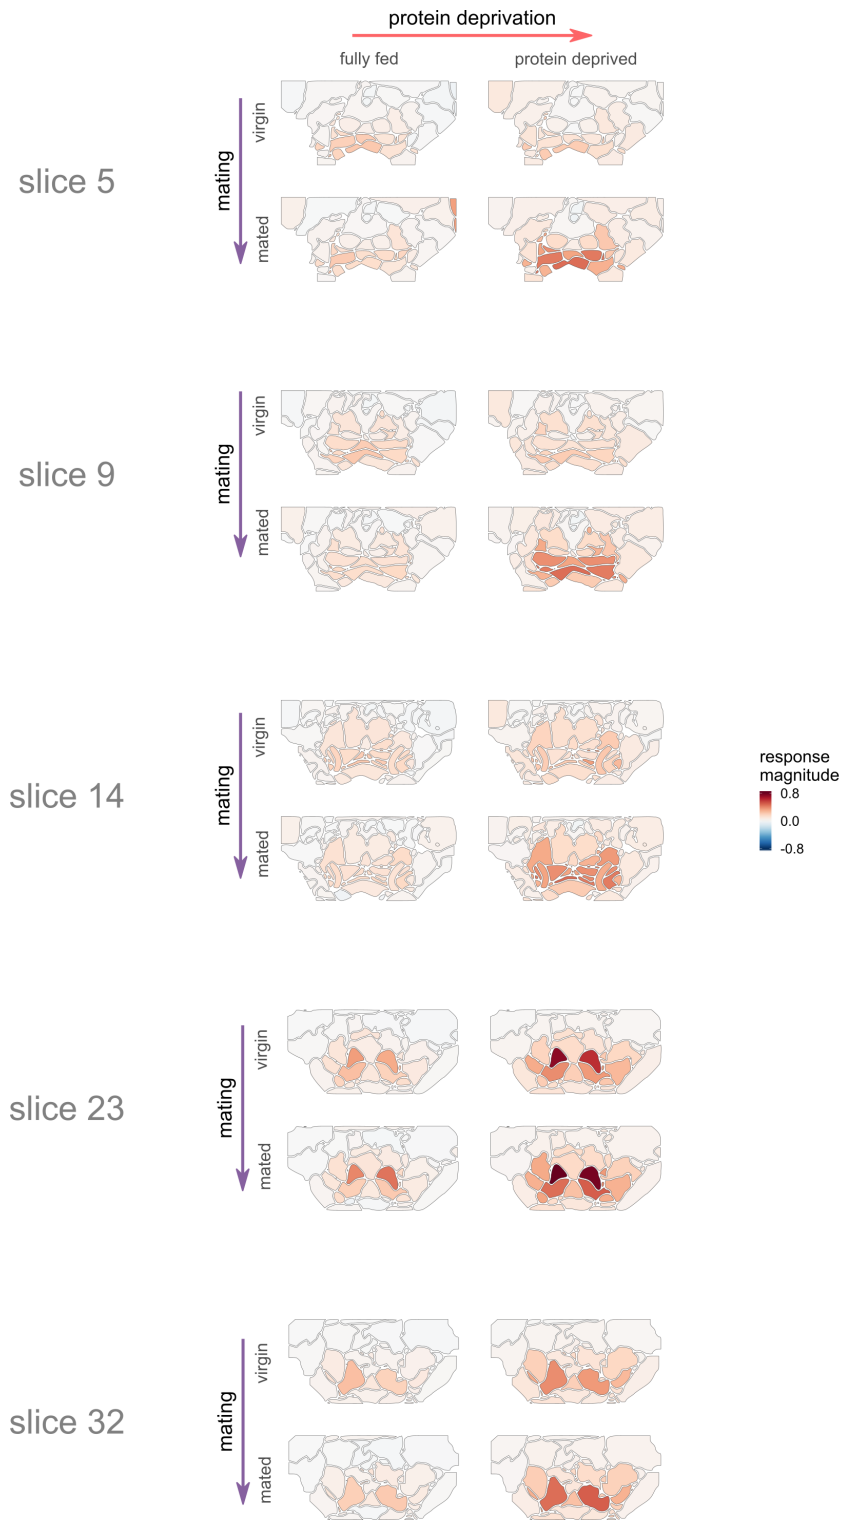 protein deprivation
fully fed
protein deprived
slice 5
mating
virgin
mated
slice 9
mating
virgin
mated
slice 14
mating
virgin
mated
response
magnitude
0.8
0.0
-0.8
slice 23
mating
virgin
mated
slice 32
mating
virgin
mated